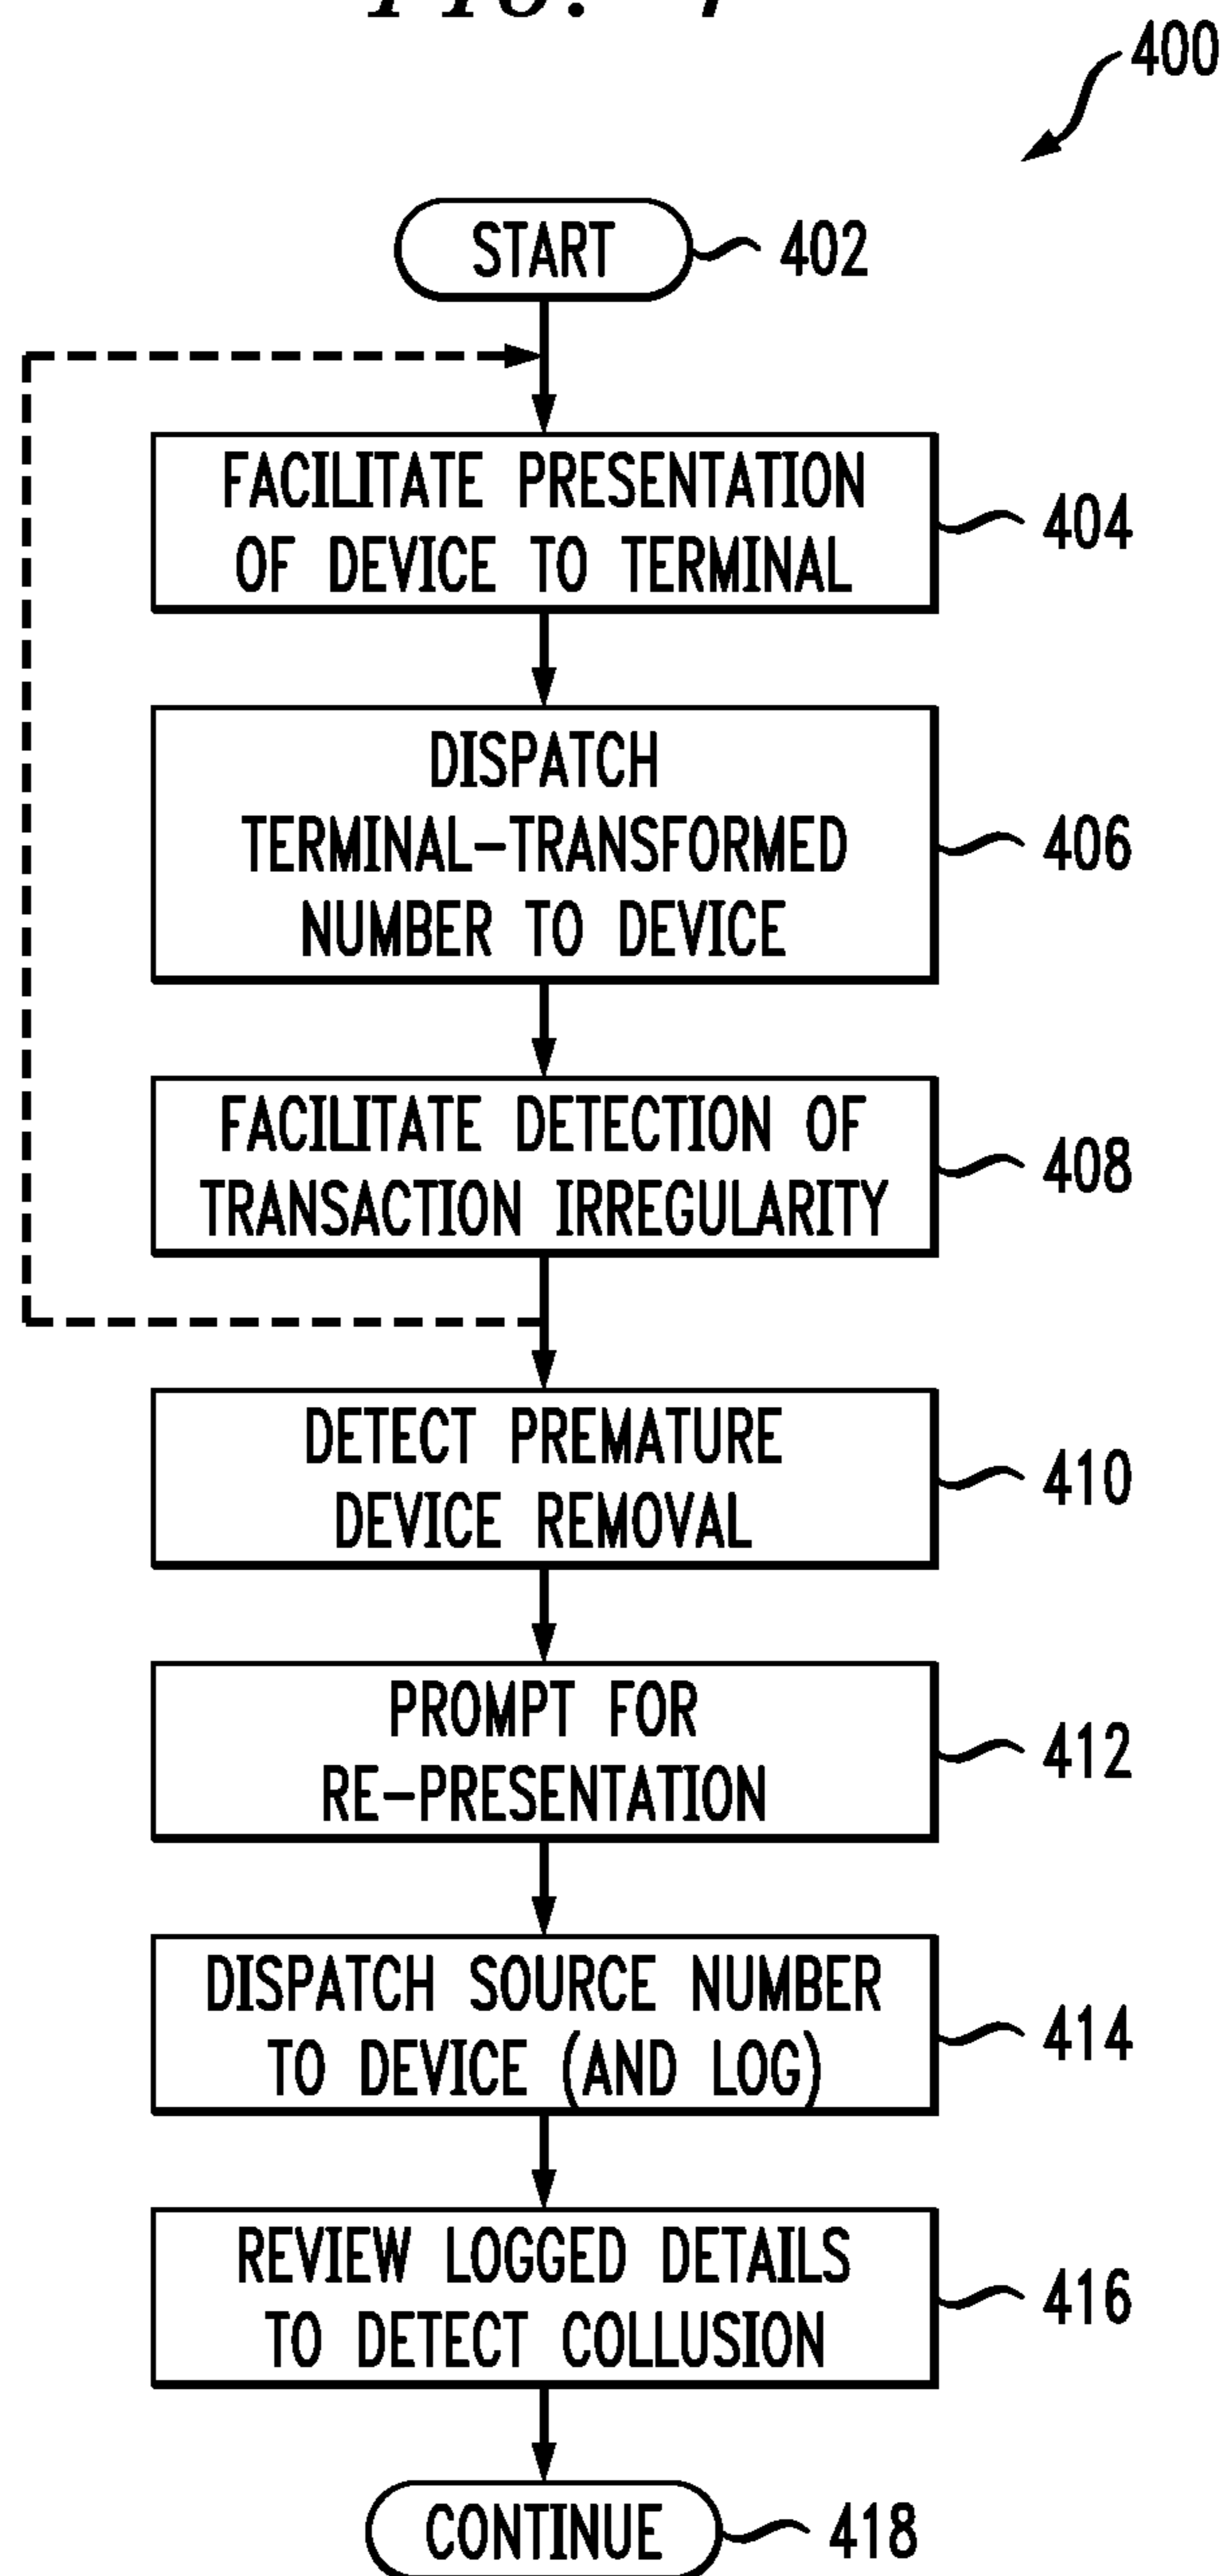 400
START
402
FACILITATE PRESENTATION
OF DEVICE TO TERMINAL
404
DISPATCH
TERMINAL-TRANSFORMED
NUMBER TO DEVICE
406
FACILITATE DETECTION OF
TRANSACTION IRREGULARITY
408
DETECT PREMATURE
DEVICE REMOVAL
410
PROMPT FOR
RE-PRESENTATION
412
DISPATCH SOURCE NUMBER
TO DEVICE (AND LOG)
414
REVIEW LOGGED DETAILS
TO DETECT COLLUSION
416
CONTINUE
418